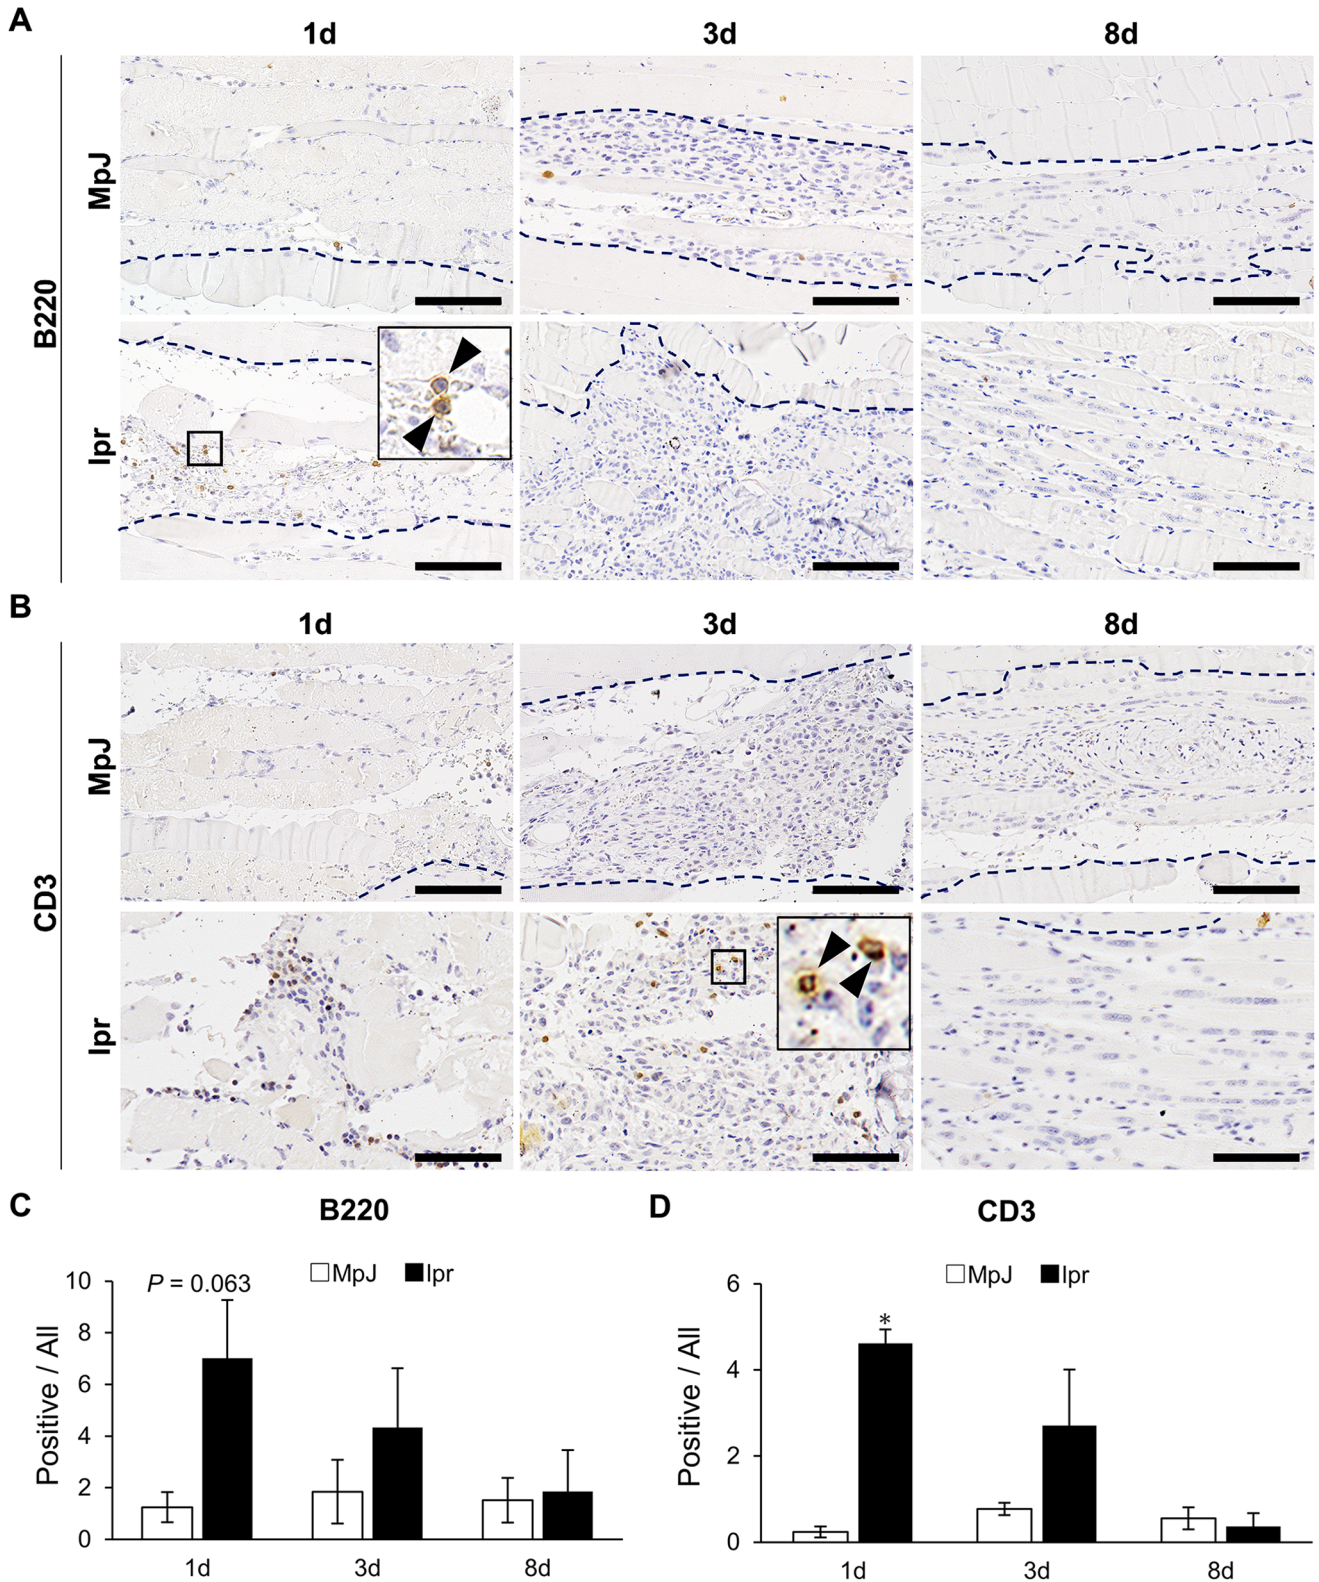 A
1d 3d 8d
B220
MpJ
lpr
B
1d 3d 8d
CD3
MpJ
lpr
C
B220
P = 0.063
MpJ lpr
Positive / All
10
8
6
4
2
0
1d 3d 8d
D
CD3
MpJ lpr
*
Positive / All
6
4
2
0
1d 3d 8d